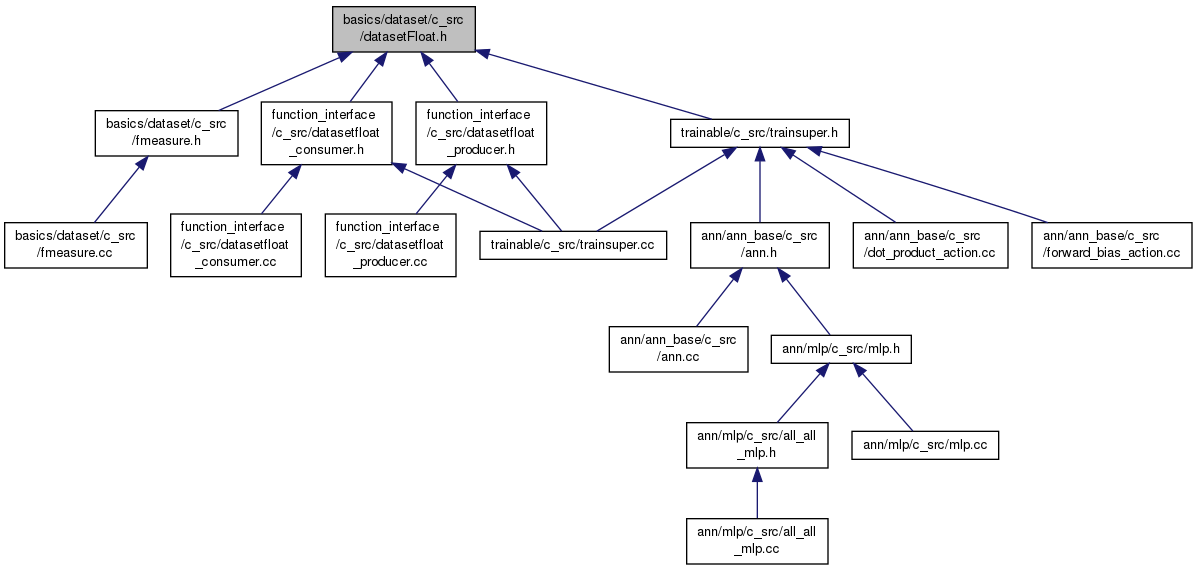 basics/dataset/c_src
/datasetFloat.h
basics/dataset/c_src
/fmeasure.h
function_interface
/c_src/datasetfloat
_consumer.h
function_interface
/c_src/datasetfloat
_producer.h
trainable/c_src/trainsuper.h
basics/dataset/c_src
/fmeasure.cc
function_interface
/c_src/datasetfloat
_consumer.cc
function_interface
/c_src/datasetfloat
_producer.cc
trainable/c_src/trainsuper.cc
ann/ann_base/c_src
/ann.h
ann/ann_base/c_src
/dot_product_action.cc
ann/ann_base/c_src
/forward_bias_action.cc
ann/ann_base/c_src
/ann.cc
ann/mlp/c_src/mlp.h
ann/mlp/c_src/all_all
_mlp.h
ann/mlp/c_src/mlp.cc
ann/mlp/c_src/all_all
_mlp.cc